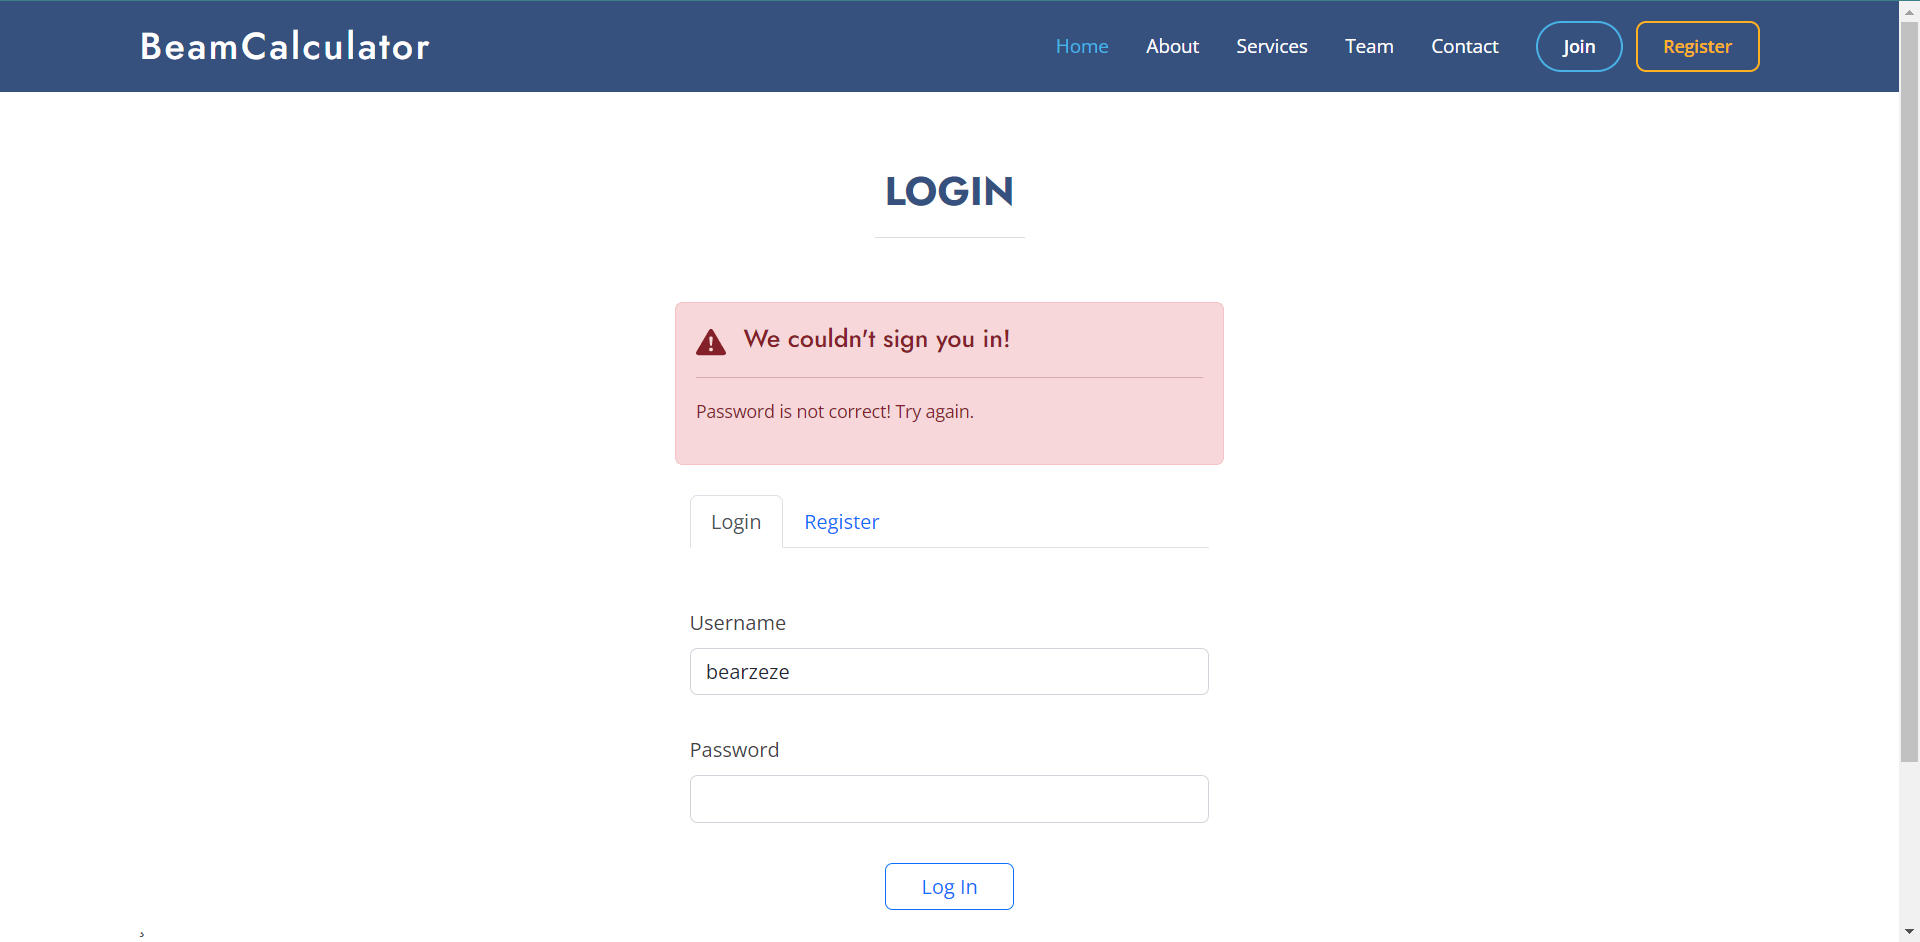 BeamCalculator
Home About Services Team Contact Join Register
LOGIN
We couldn't sign you in!
Password is not correct! Try again.
Login Register
Username
bearzeze
Password
Log In